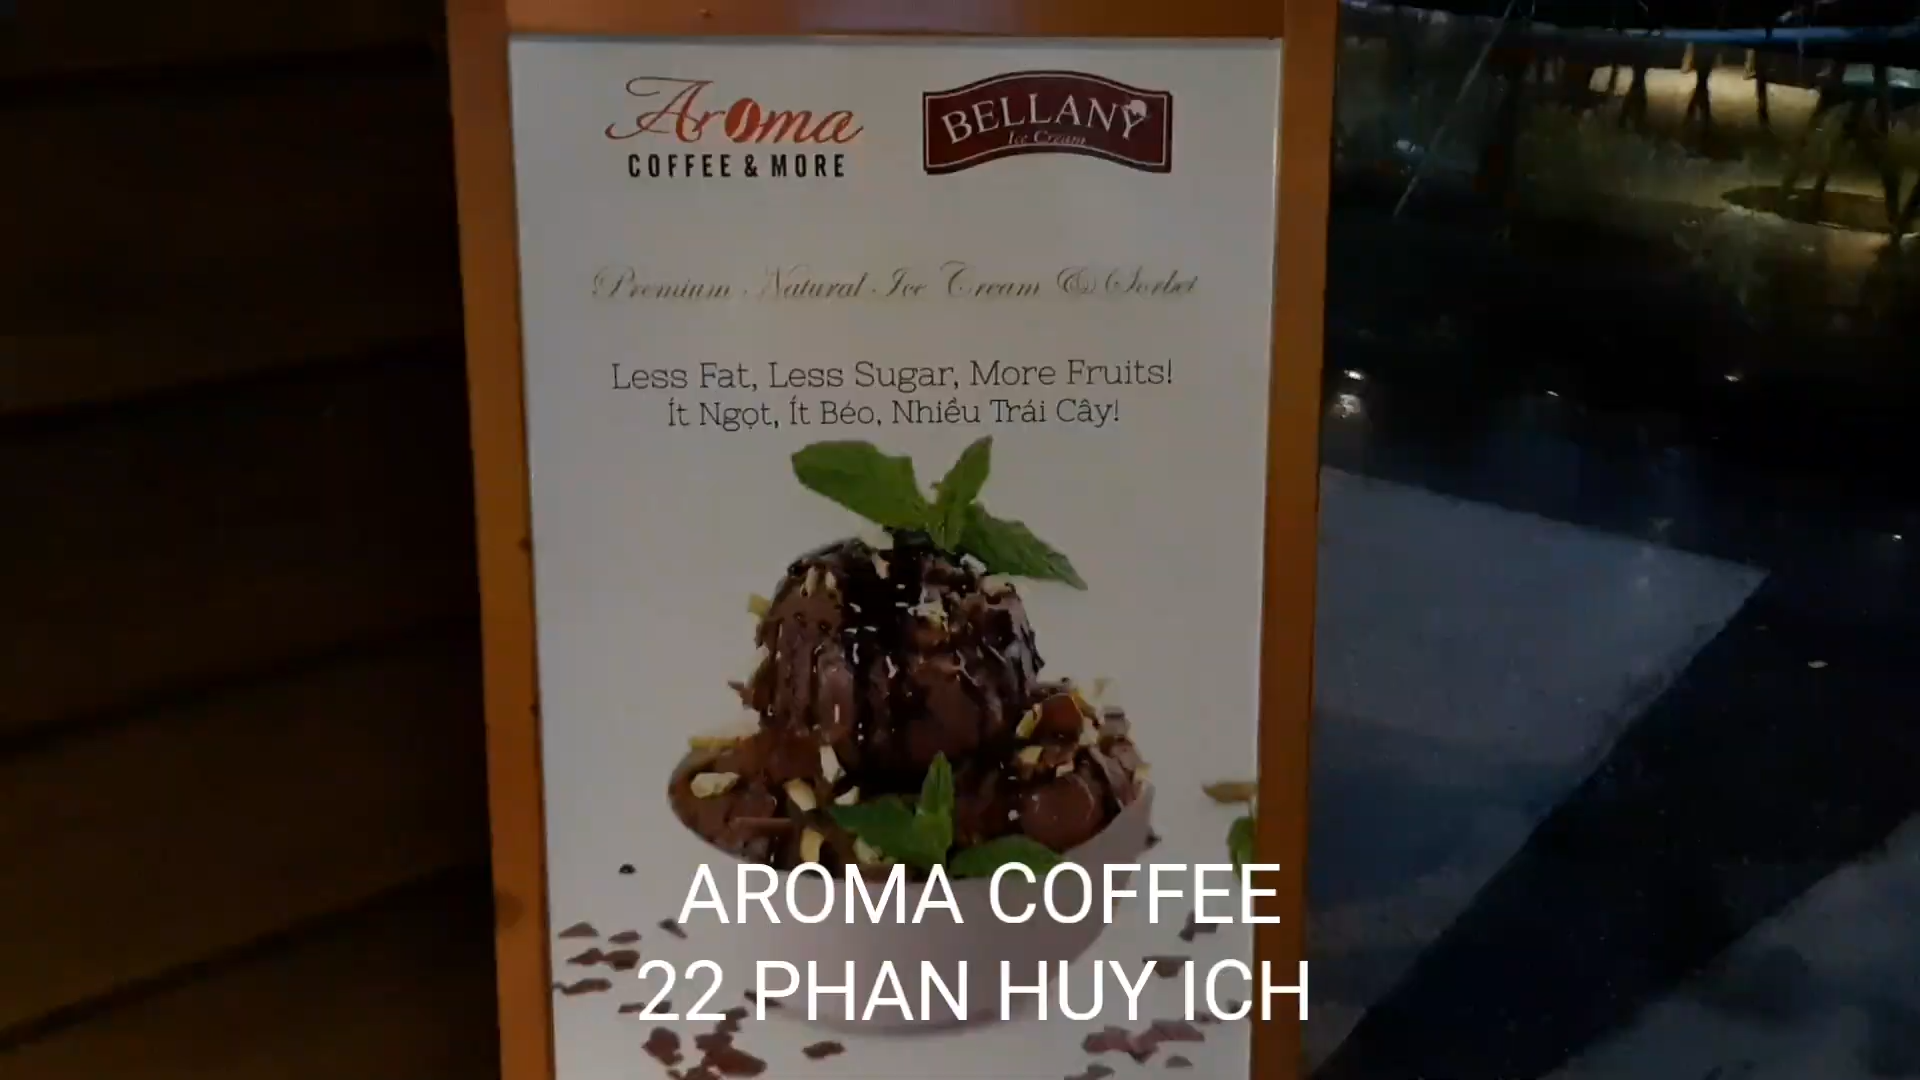 Aroma
COFFEE & MORE
BELLANY
Ice Cream
Premium Natural Ice Cream & Sorbet
Less Fat, Less Sugar, More Fruits!
Ít Ngọt, Ít Béo, Nhiều Trái Cây!
AROMA COFFEE
22 PHAN HUY ICH